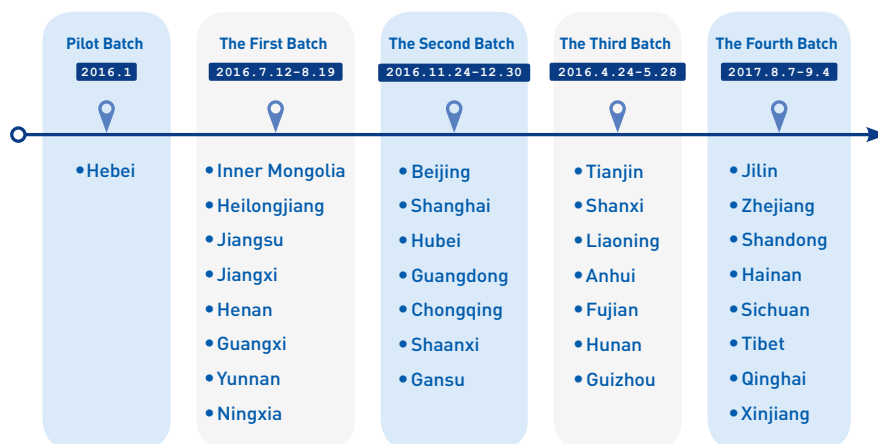 Pilot Batch
2016.1
• Hebei
The First Batch
2016.7.12-8.19
• Inner Mongolia
• Heilongjiang
• Jiangsu
• Jiangxi
• Henan
• Guangxi
• Yunnan
• Ningxia
The Second Batch
2016.11.24-12.30
• Beijing
• Shanghai
• Hubei
• Guangdong
• Chongqing
• Shaanxi
• Gansu
The Third Batch
2016.4.24-5.28
• Tianjin
• Shanxi
• Liaoning
• Anhui
• Fujian
• Hunan
• Guizhou
The Fourth Batch
2017.8.7-9.4
• Jilin
• Zhejiang
• Shandong
• Hainan
• Sichuan
• Tibet
• Qinghai
• Xinjiang